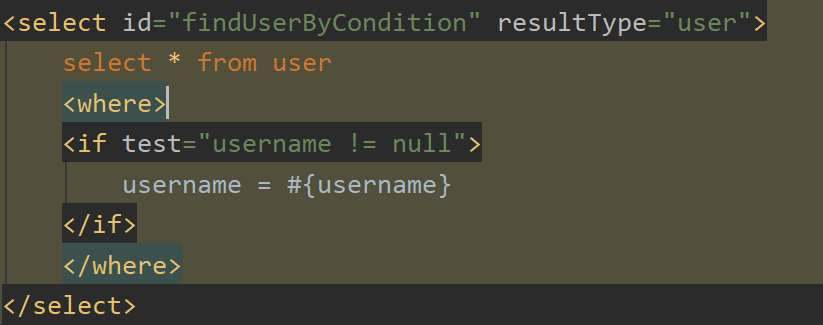 <select id="findUserByCondition" resultType="user">
select * from user
<where>
<if test="username != null">
username = #{username}
</if>
</where>
</select>